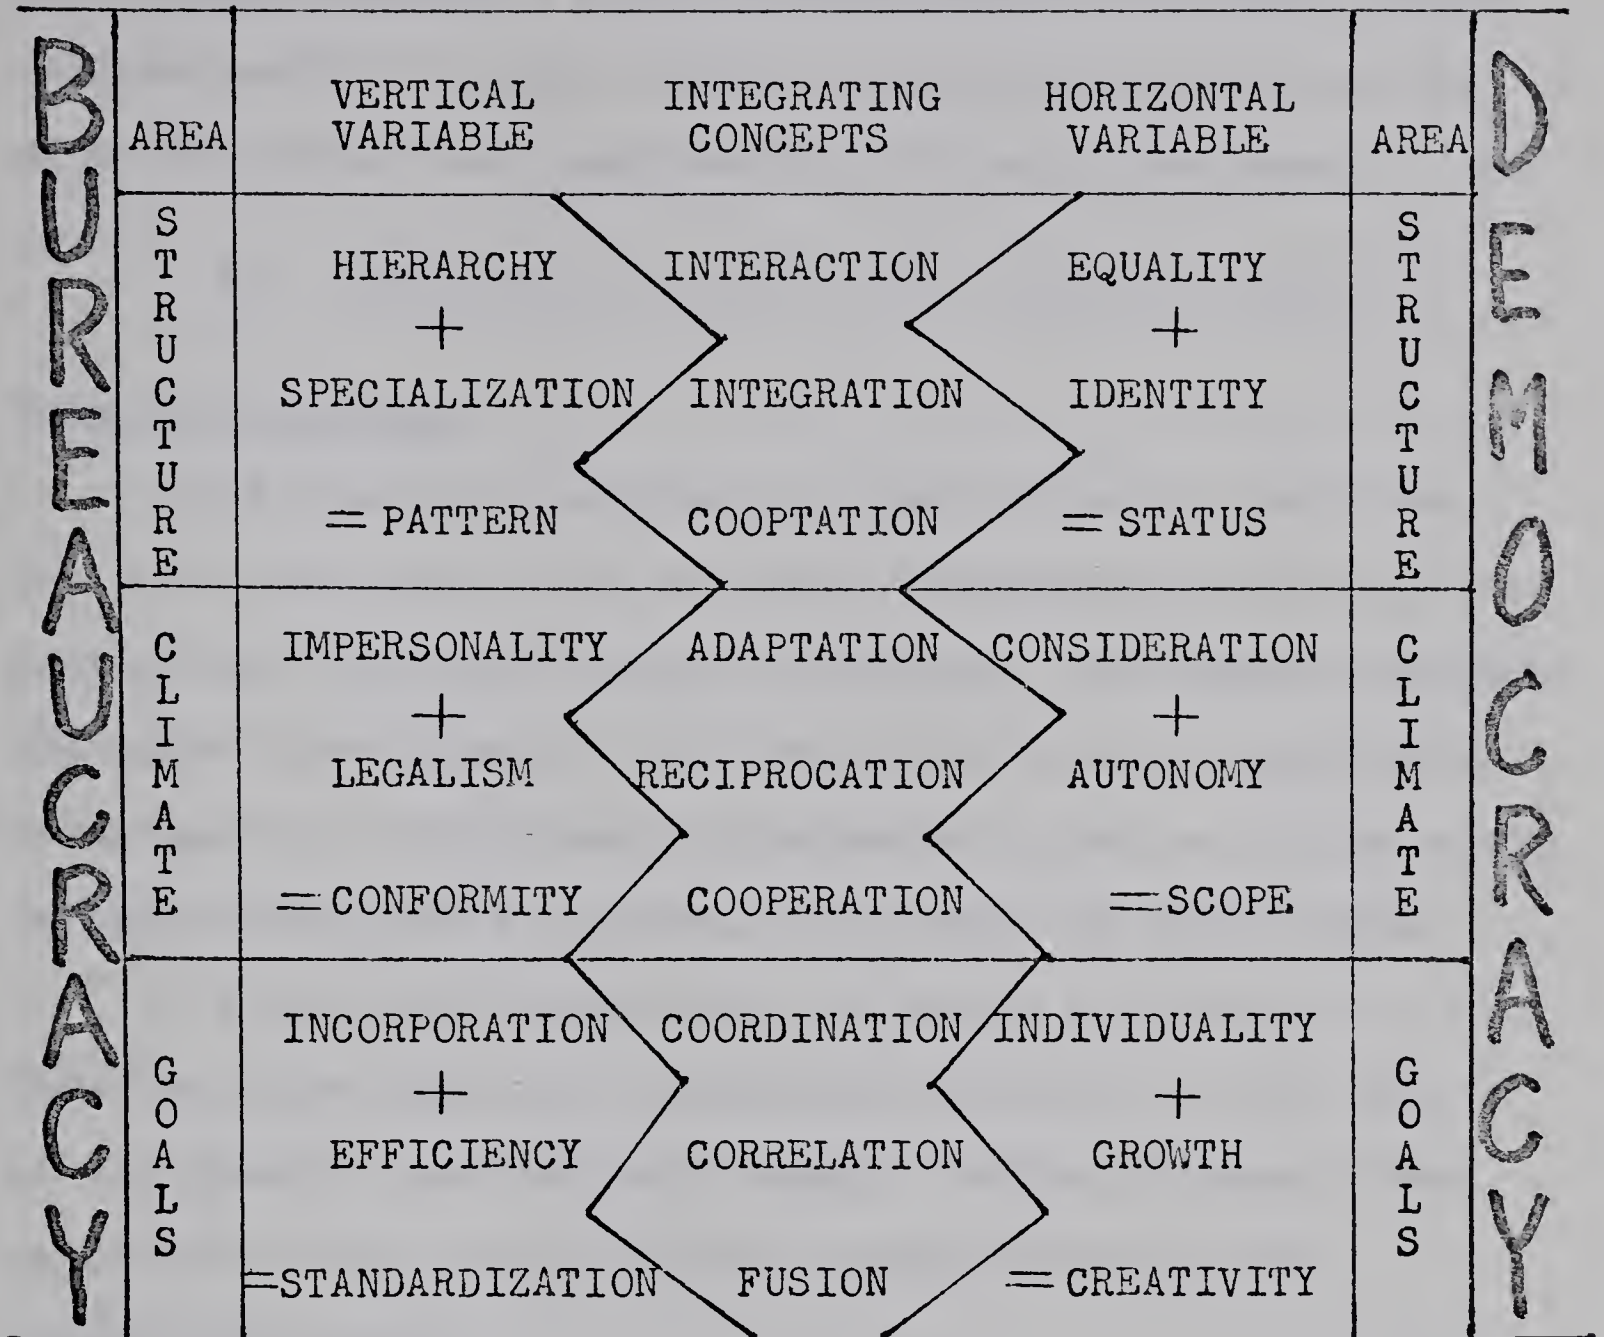 BUREAUCRACY
AREA
VERTICAL VARIABLE
INTEGRATING CONCEPTS
HORIZONTAL VARIABLE
AREA
DEMOCRACY
STRUCTURE
HIERARCHY
INTERACTION
EQUALITY
STRUCTURE
+
+
SPECIALIZATION
INTEGRATION
IDENTITY
= PATTERN
COOPTATION
= STATUS
CLIMATE
IMPERSONALITY
ADAPTATION
CONSIDERATION
CLIMATE
+
+
LEGALISM
RECIPROCATION
AUTONOMY
= CONFORMITY
COOPERATION
= SCOPE
GOALS
INCORPORATION
COORDINATION
INDIVIDUALITY
GOALS
+
+
EFFICIENCY
CORRELATION
GROWTH
= STANDARDIZATION
FUSION
= CREATIVITY